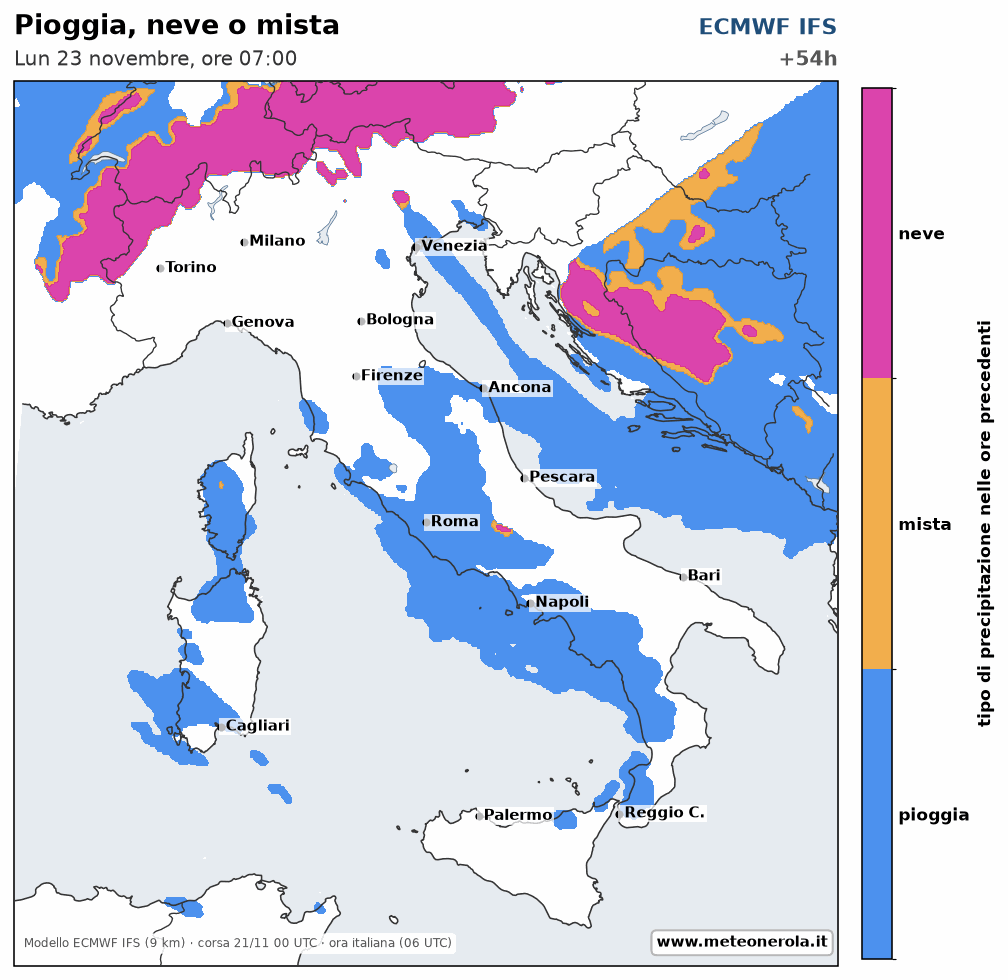 Pioggia, neve o mista
ECMWF IFS
Lun 23 novembre, ore 07:00
+54h
Milano
Venezia
Torino
Genova
Bologna
Firenze
Ancona
Pescara
Roma
Bari
Napoli
Cagliari
Palermo
Reggio C.
neve
mista
pioggia
tipo di precipitazione nelle ore precedenti
Modello ECMWF IFS (9 km) · corsa 21/11 00 UTC · ora italiana (06 UTC)
www.meteonerola.it